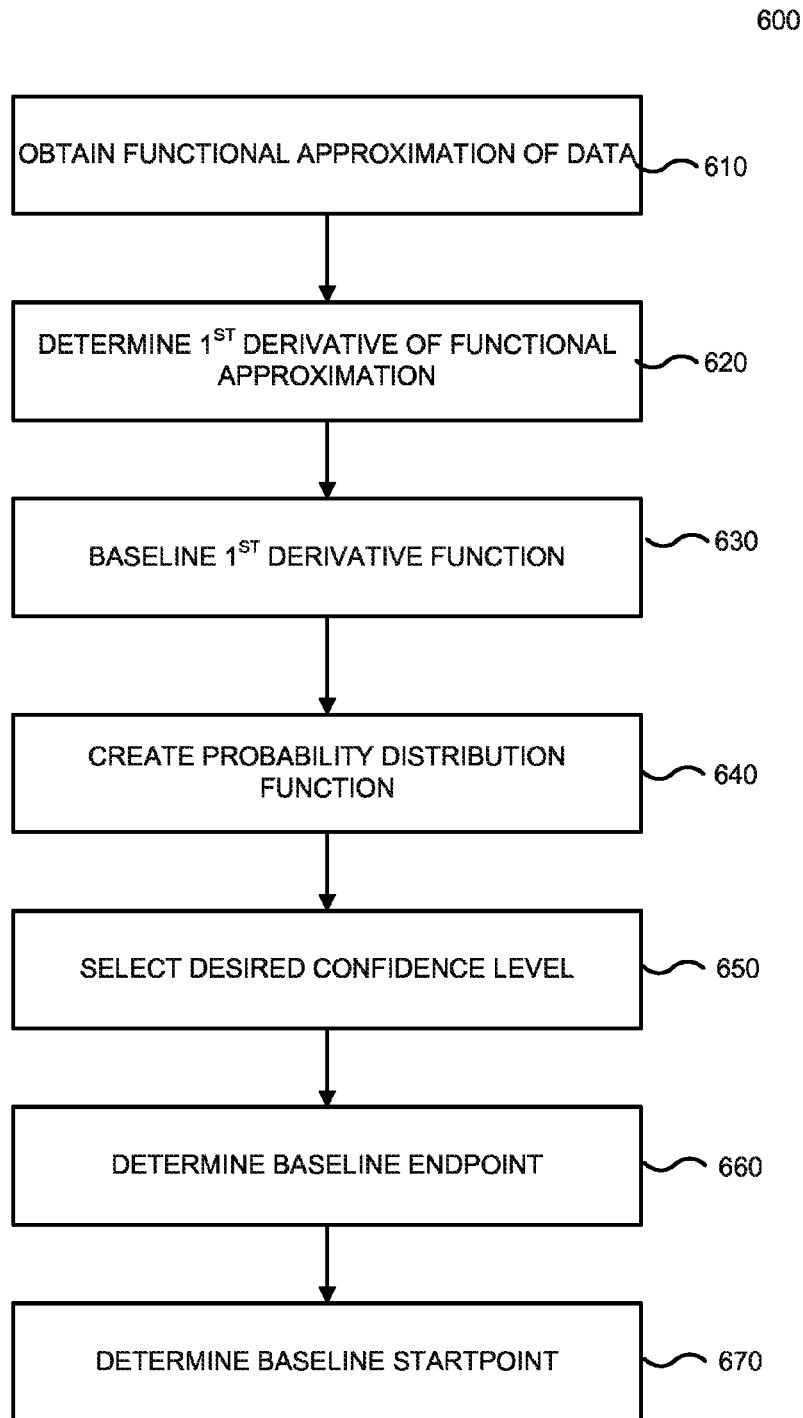 600
OBTAIN FUNCTIONAL APPROXIMATION OF DATA
610
DETERMINE 1ST DERIVATIVE OF FUNCTIONAL
APPROXIMATION
620
BASELINE 1ST DERIVATIVE FUNCTION
630
CREATE PROBABILITY DISTRIBUTION
FUNCTION
640
SELECT DESIRED CONFIDENCE LEVEL
650
DETERMINE BASELINE ENDPOINT
660
DETERMINE BASELINE STARTPOINT
670